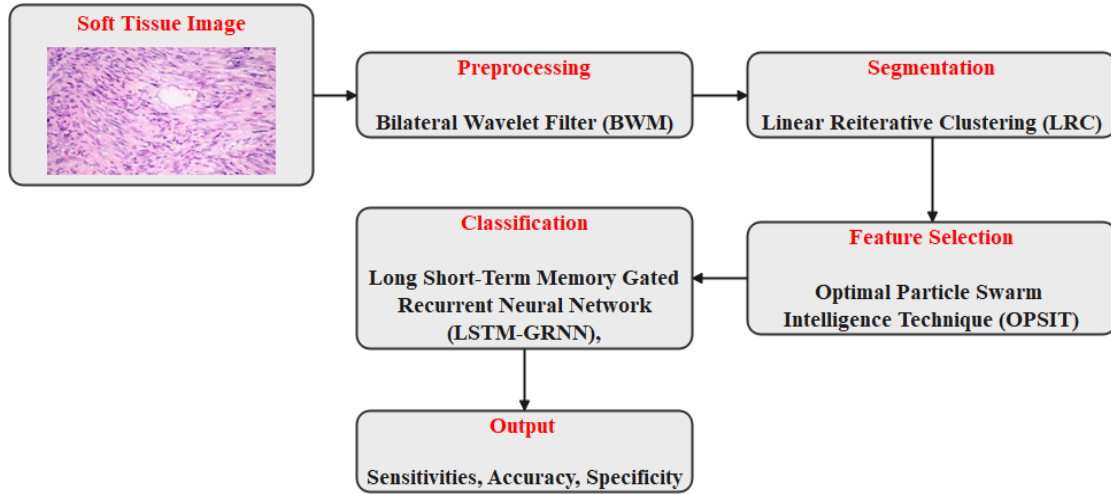 Soft Tissue Image
Preprocessing
Bilateral Wavelet Filter (BWM)
Segmentation
Linear Reiterative Clustering (LRC)
Feature Selection
Optimal Particle Swarm
Intelligence Technique (OPSIT)
Classification
Long Short-Term Memory Gated
Recurrent Neural Network
(LSTM-GRNN),
Output
Sensitivities, Accuracy, Specificity